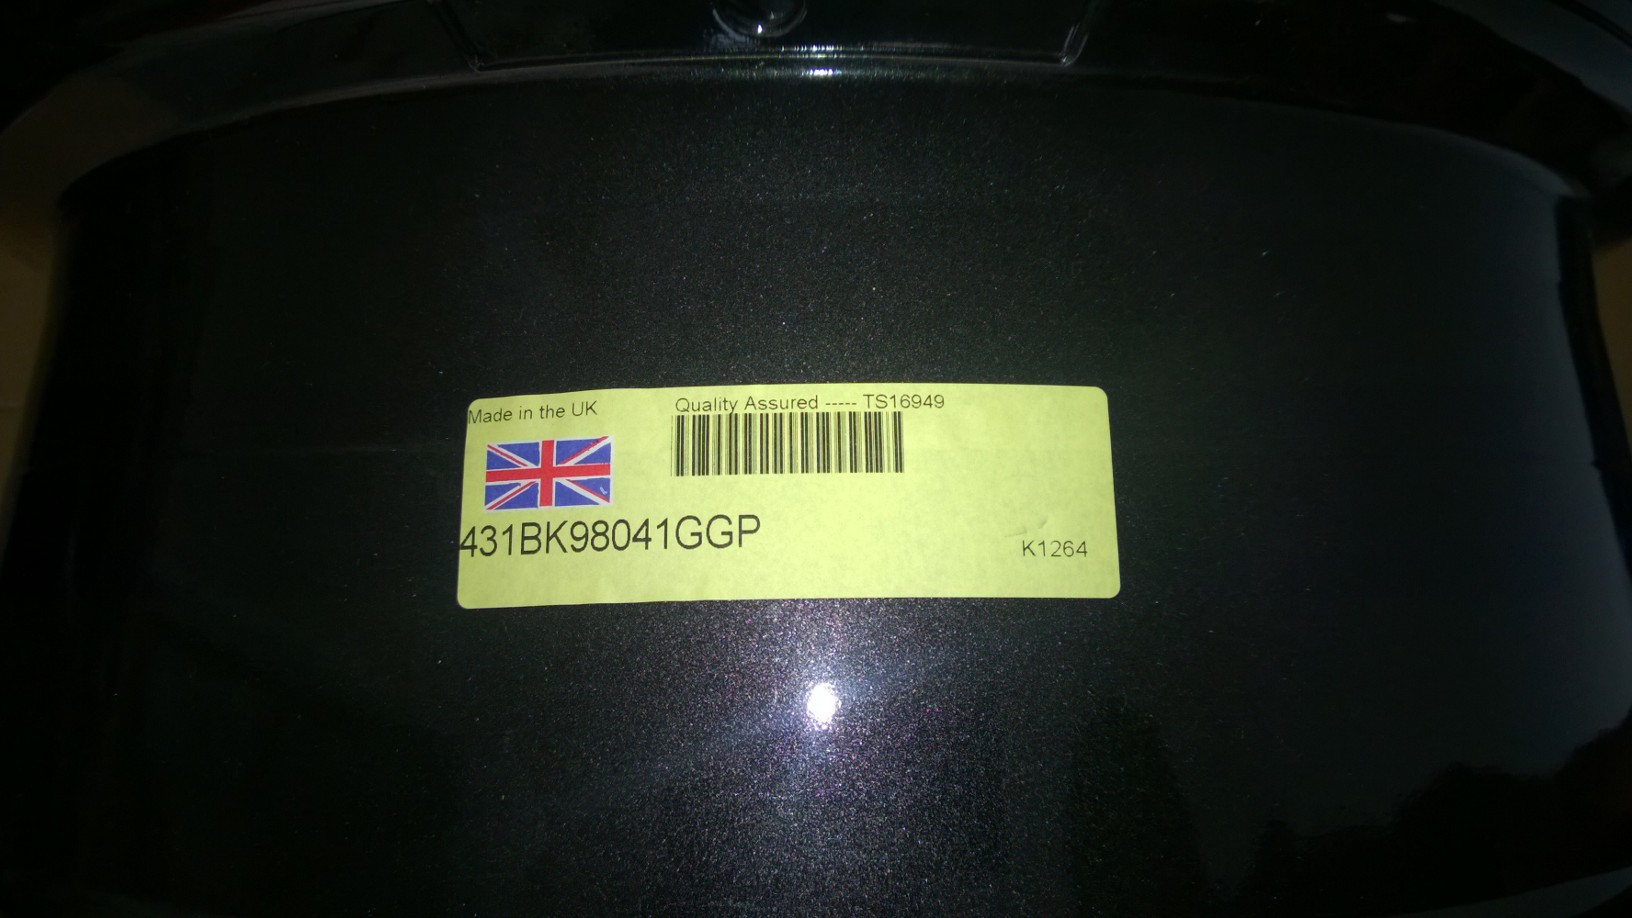 Made in the UK
Quality Assured ----- TS16949
431BK98041GGP
K1264